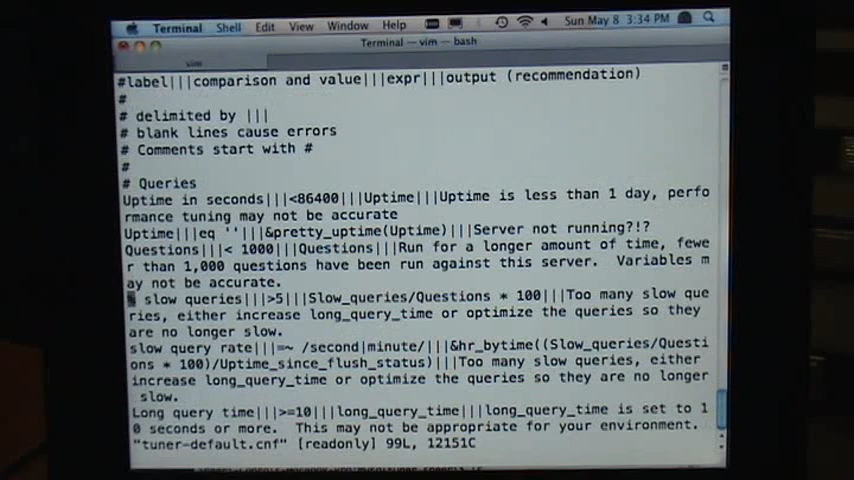 Terminal Shell Edit View Window Help Sun May 8 3:34 PM
Terminal — vim — bash
vim
#label|||comparison and value|||expr|||output (recommendation)
#
# delimited by |||
# blank lines cause errors
# Comments start with #
#
# Queries
Uptime in seconds|||<86400|||Uptime|||Uptime is less than 1 day, perfo
rmance tuning may not be accurate
Uptime|||eq ''|||&pretty_uptime(Uptime)|||Server not running?!?
Questions|||< 1000|||Questions|||Run for a longer amount of time, fewe
r than 1,000 questions have been run against this server.  Variables m
ay not be accurate.
% slow queries|||>5|||Slow_queries/Questions * 100|||Too many slow que
ries, either increase long_query_time or optimize the queries so they
are no longer slow.
slow query rate|||=~ /second|minute/|||&hr_bytime((Slow_queries/Questi
ons * 100)/Uptime_since_flush_status)|||Too many slow queries, either
increase long_query_time or optimize the queries so they are no longer
 slow.
Long query time|||>=10|||long_query_time|||long_query_time is set to 1
0 seconds or more.  This may not be appropriate for your environment.
"tuner-default.cnf" [readonly] 99L, 12151C